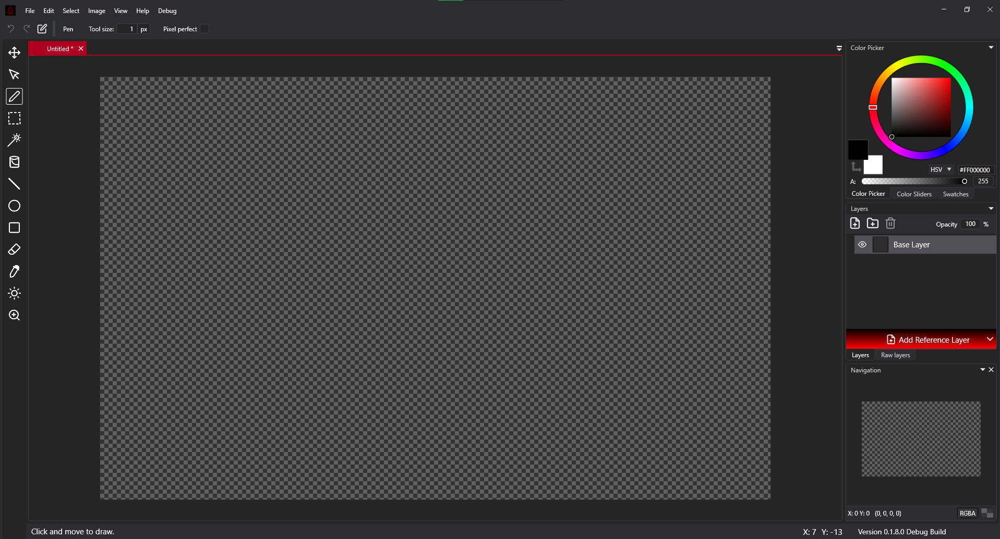 File Edit Select Image View Help Debug
Pen Tool size: 1 px Pixel perfect
Untitled *
Color Picker
HSV #FF000000
A: 255
Color Picker Color Sliders Swatches
Layers
Opacity 100 %
Base Layer
Add Reference Layer
Layers Raw layers
Navigation
X: 0 Y: 0 (0, 0, 0, 0) RGBA
Click and move to draw. X: 7 Y: -13 Version 0.1.8.0 Debug Build